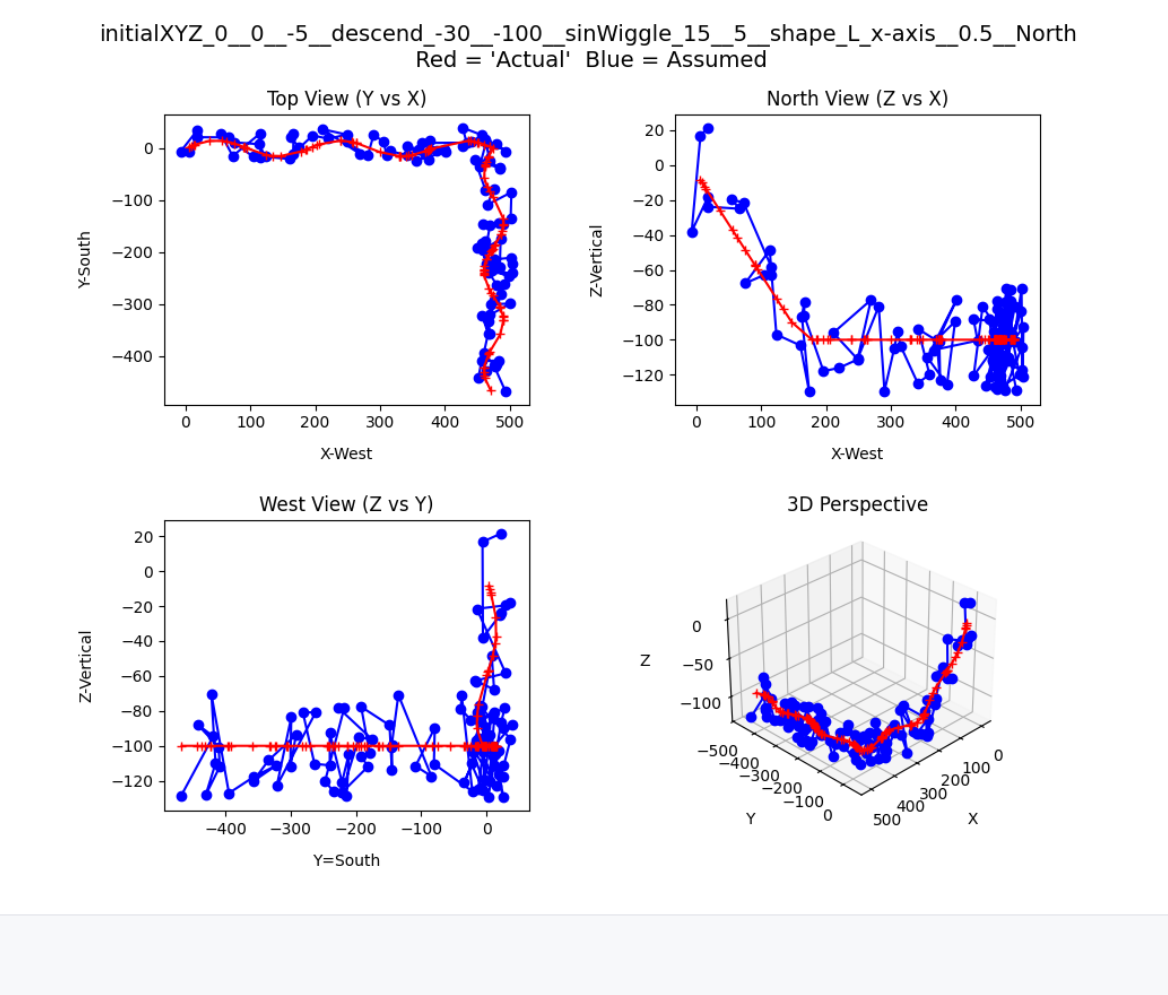 initialXYZ_0__0__-5__descend_-30__-100__sinWiggle_15__5__shape_L_x-axis__0.5__North
Red = 'Actual'  Blue = Assumed
Top View (Y vs X)
0
−100
−200
−300
−400
Y-South
0 100 200 300 400 500
X-West
North View (Z vs X)
20
0
−20
−40
−60
−80
−100
−120
Z-Vertical
0 100 200 300 400 500
X-West
West View (Z vs Y)
20
0
−20
−40
−60
−80
−100
−120
Z-Vertical
−400 −300 −200 −100 0
Y=South
3D Perspective
0
−50
−100
Z
−500
−400
−300
−200
−100
0
Y
0
100
200
300
400
500
X